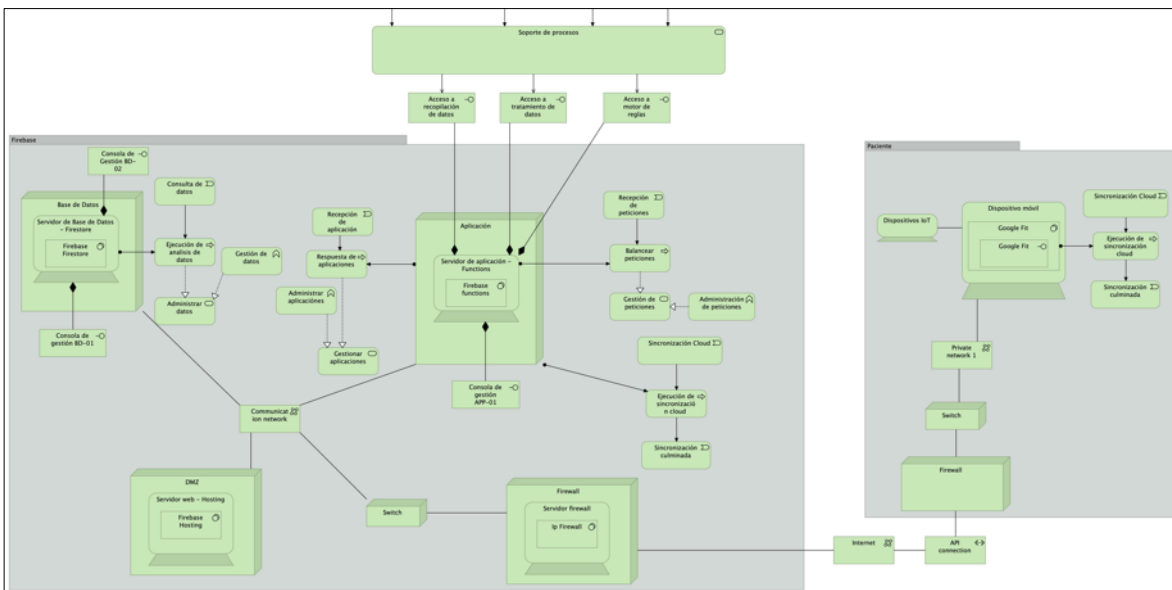 Soporte de procesos
Acceso a
recopilación
de datos
Acceso a
tratamiento de
datos
Acceso a
motor de
reglas
Firebase
Consola de
Gestión BD-
02
Base de Datos
Servidor de Base de Datos
- Firestore
Firebase
Firestore
Consola de
gestión BD-01
Consulta de
datos
Ejecución de
analisis de
datos
Gestión de
datos
Administrar
datos
Recepción
de
aplicación
Respuesta de
aplicaciones
Administrar
aplicaciónes
Gestionar
aplicaciones
Aplicación
Servidor de aplicación -
Functions
Firebase
functions
Consola de
gestión
APP-01
Recepción
de
peticiones
Balancear
peticiones
Gestión de
peticiones
Administración
de peticiones
Sincronización Cloud
Ejecución de
sincronizació
n cloud
Sincronización
culminada
Communicat
ion network
DMZ
Servidor web - Hosting
Firebase
Hosting
Switch
Firewall
Servidor firewall
Ip Firewall
Paciente
Dispositivos IoT
Dispositivo móvil
Google Fit
Google Fit
Sincronización Cloud
Ejecución de
sincronización
cloud
Sincronización
culminada
Private
network 1
Switch
Firewall
Internet
API
connection